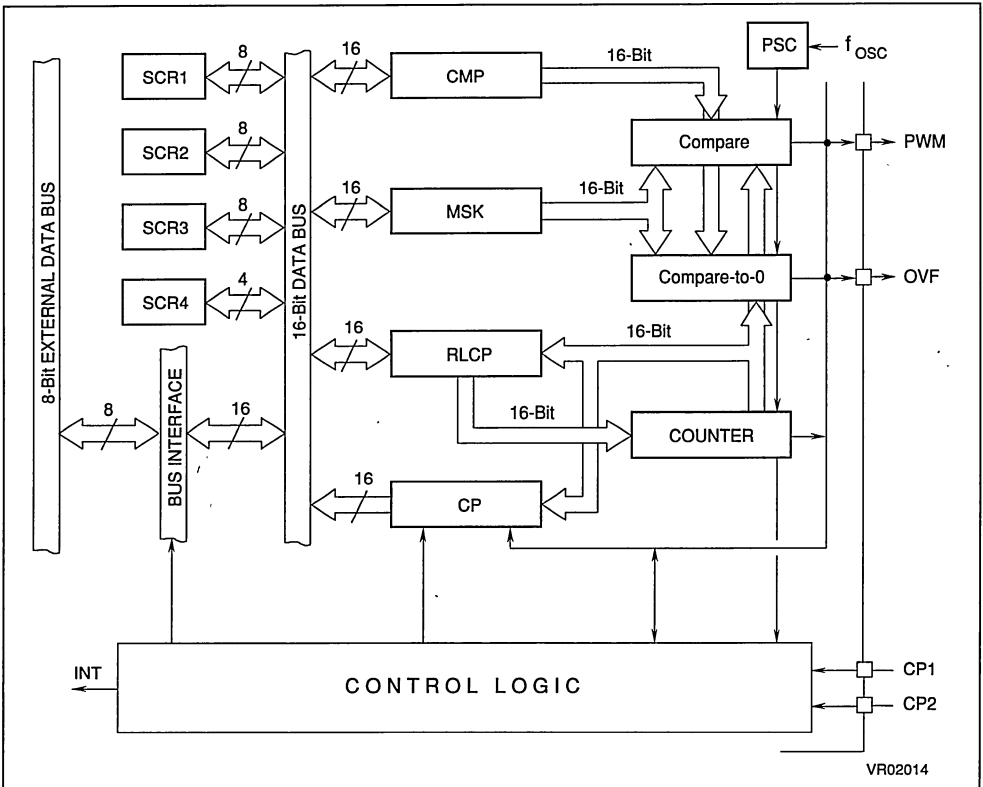 PSC
f OSC
16-Bit
8
16
SCR1
CMP
8
SCR2
Compare
PWM
16
16-Bit
8
MSK
SCR3
8-Bit EXTERNAL DATA BUS
16-Bit DATA BUS
4
SCR4
Compare-to-0
OVF
16
16-Bit
RLCP
BUS INTERFACE
8
16
16-Bit
COUNTER
16
CP
INT
CONTROL LOGIC
CP1
CP2
VR02014